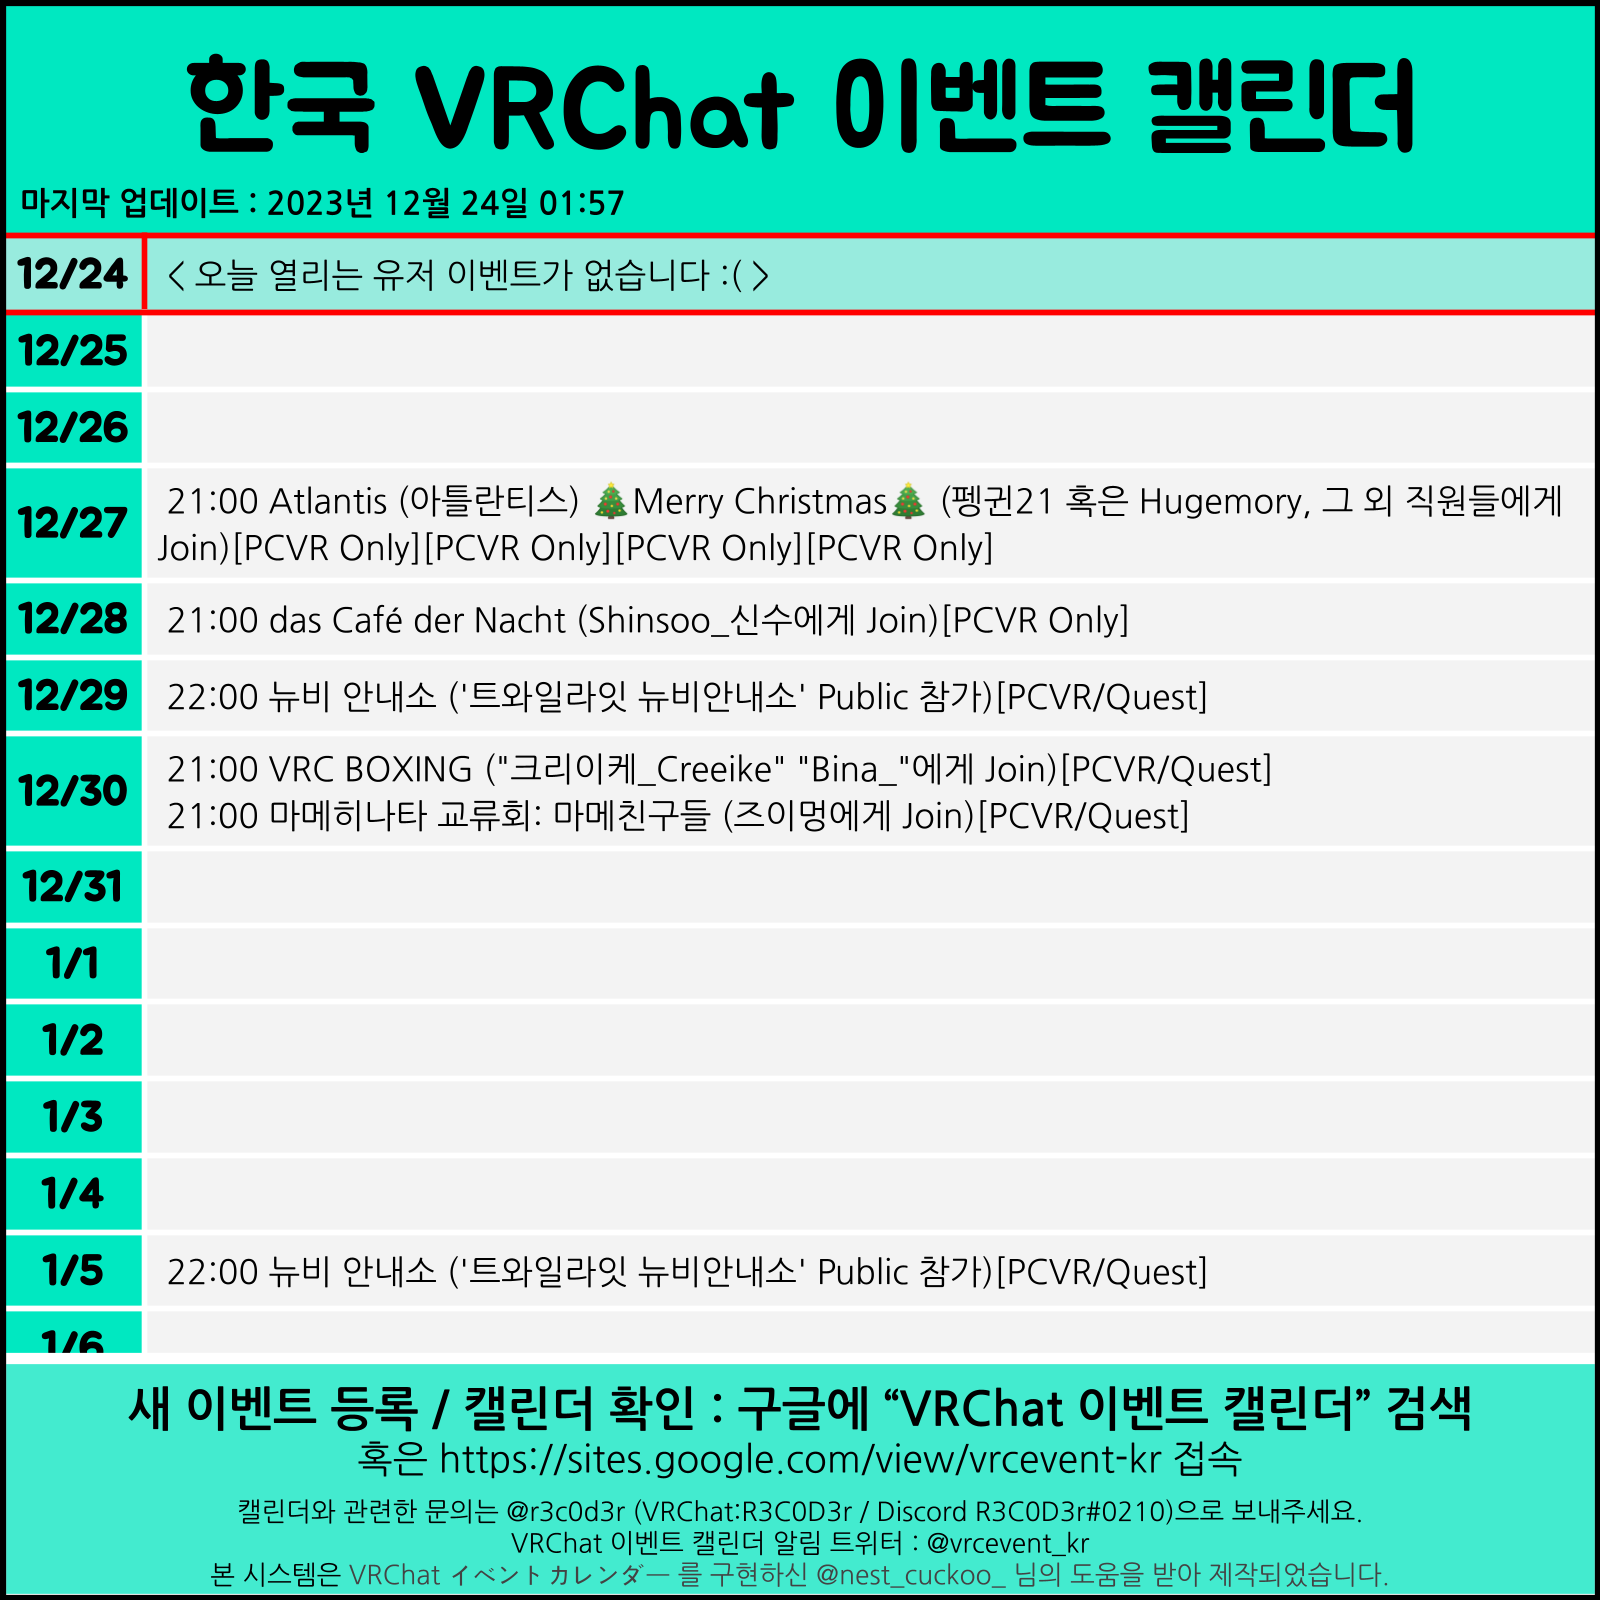 한국 VRChat 이벤트 캘린더
마지막 업데이트 : 2023년 12월 24일 01:57
12/24 < 오늘 열리는 유저 이벤트가 없습니다 :( >
12/25
12/26
12/27 21:00 Atlantis (아틀란티스) 🎄Merry Christmas🎄 (펭귄21 혹은 Hugemory, 그 외 직원들에게
Join)[PCVR Only][PCVR Only][PCVR Only][PCVR Only]
12/28 21:00 das Café der Nacht (Shinsoo_신수에게 Join)[PCVR Only]
12/29 22:00 뉴비 안내소 ('트와일라잇 뉴비안내소' Public 참가)[PCVR/Quest]
12/30 21:00 VRC BOXING ("크리이케_Creeike" "Bina_"에게 Join)[PCVR/Quest]
21:00 마메히나타 교류회: 마메친구들 (즈이멍에게 Join)[PCVR/Quest]
12/31
1/1
1/2
1/3
1/4
1/5 22:00 뉴비 안내소 ('트와일라잇 뉴비안내소' Public 참가)[PCVR/Quest]
1/6
새 이벤트 등록 / 캘린더 확인 : 구글에 “VRChat 이벤트 캘린더” 검색
혹은 https://sites.google.com/view/vrcevent-kr 접속
캘린더와 관련한 문의는 @r3c0d3r (VRChat:R3C0D3r / Discord R3C0D3r#0210)으로 보내주세요.
VRChat 이벤트 캘린더 알림 트위터 : @vrcevent_kr
본 시스템은 VRChat イベントカレンダー 를 구현하신 @nest_cuckoo_ 님의 도움을 받아 제작되었습니다.